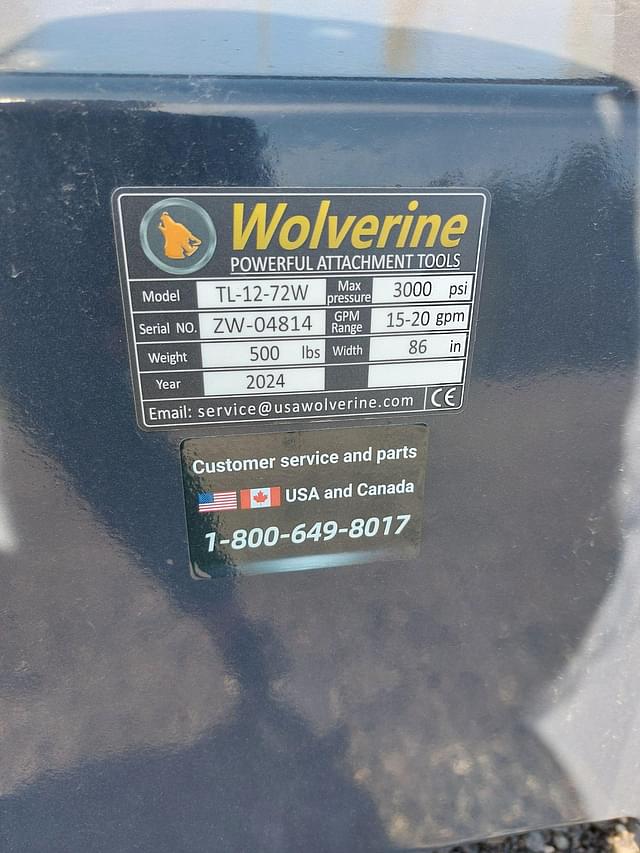 Wolverine
POWERFUL ATTACHMENT TOOLS
Model TL-12-72W Max pressure 3000 psi
Serial NO. ZW-04814 GPM Range 15-20 gpm
Weight 500 lbs Width 86 in
Year 2024
Email: service@usawolverine.com CE
Customer service and parts
USA and Canada
1-800-649-8017